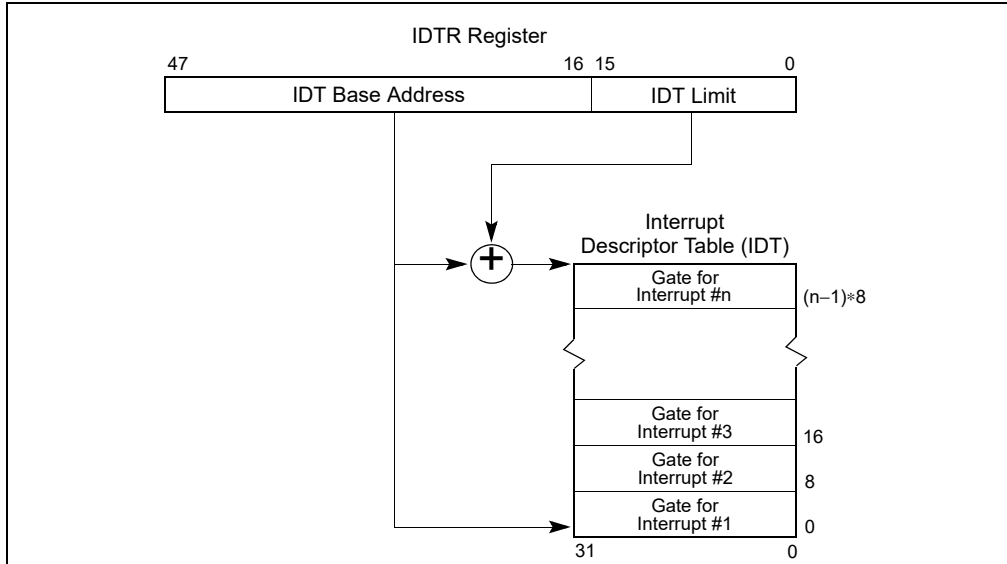 IDTR Register
47 16 15 0
IDT Base Address IDT Limit
+
Interrupt
Descriptor Table (IDT)
Gate for
Interrupt #n
(n−1)∗8
Gate for
Interrupt #3
16
Gate for
Interrupt #2
8
Gate for
Interrupt #1
0
31 0